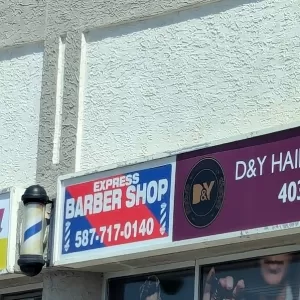 EXPRESS
BARBER SHOP
587-717-0140
D&Y
D&Y HAI
403